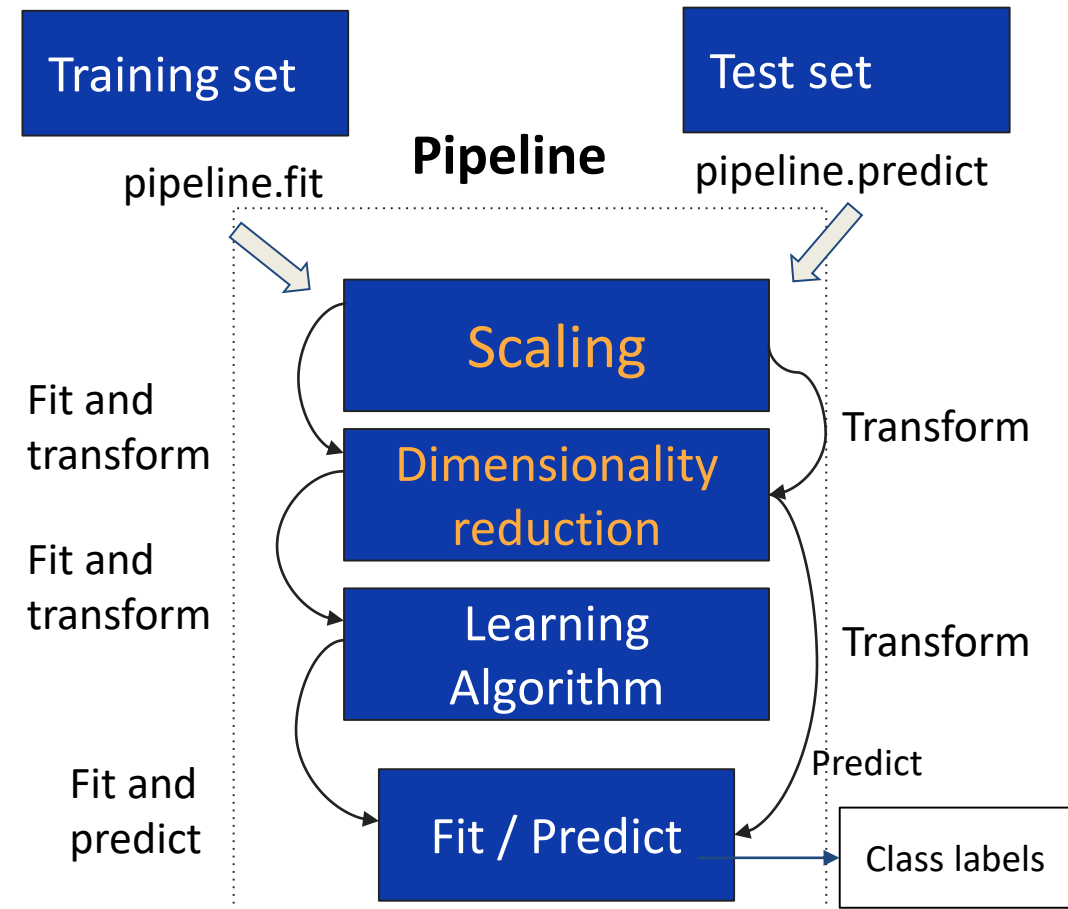 Training set
Test set
Pipeline
pipeline.fit
pipeline.predict
Scaling
Fit and
transform
Transform
Dimensionality
reduction
Fit and
transform
Learning
Algorithm
Transform
Predict
Fit and
predict
Fit / Predict
Class labels